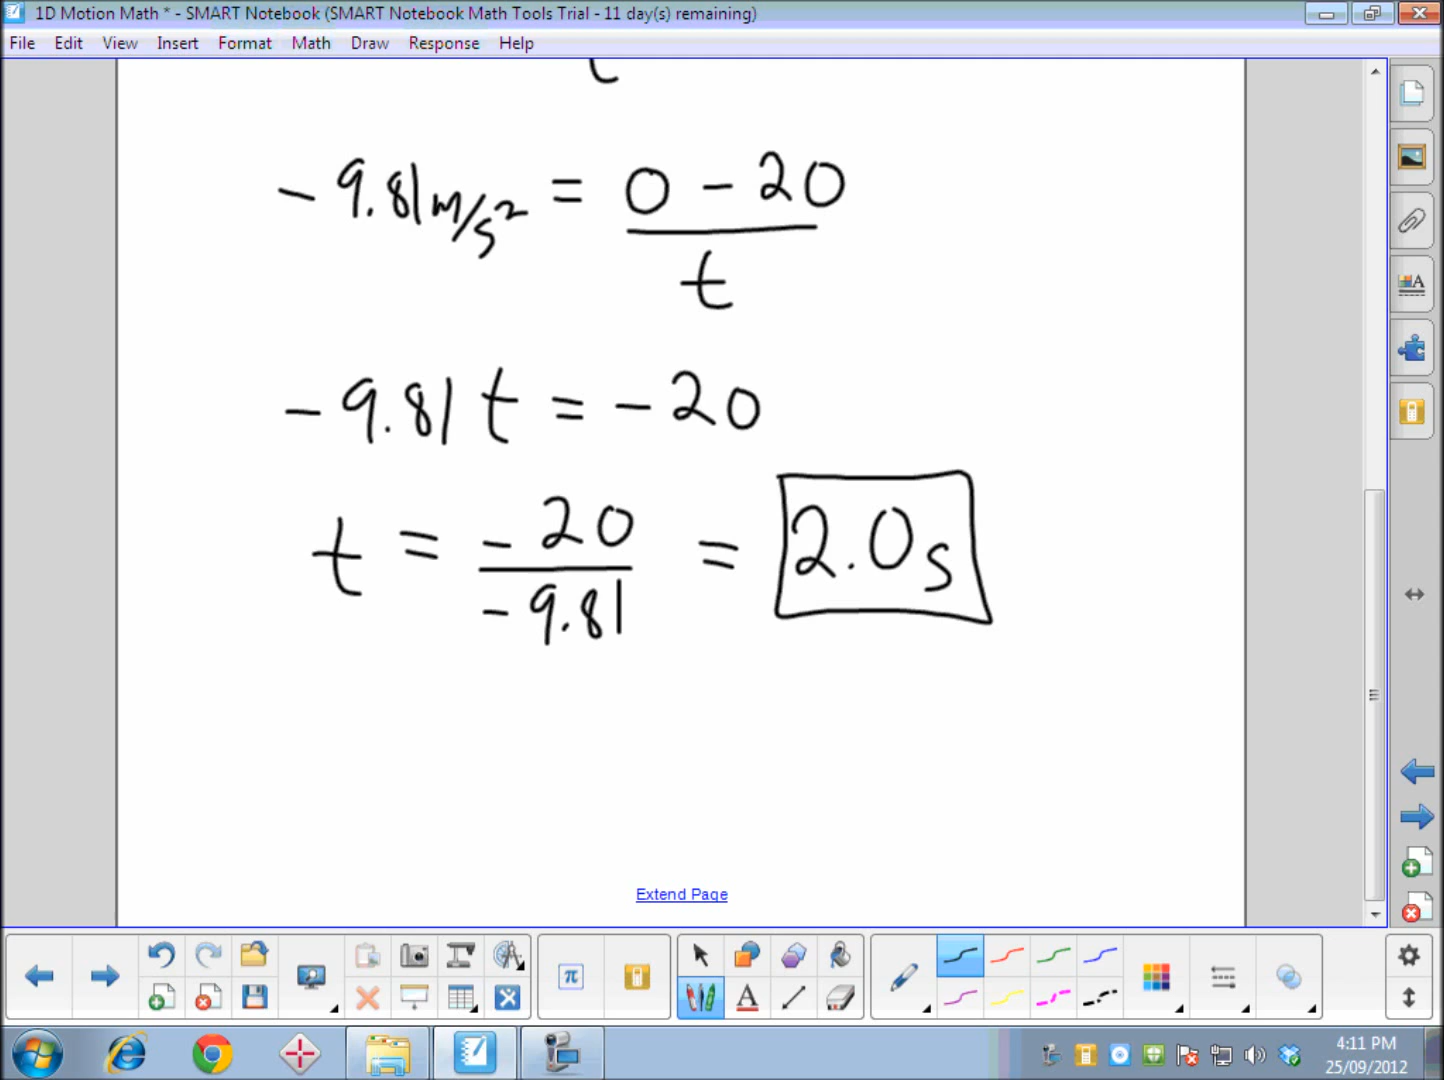 1D Motion Math * - SMART Notebook (SMART Notebook Math Tools Trial - 11 day(s) remaining)
File Edit View Insert Format Math Draw Response Help
t
-9.81 m/s² = 0 - 20
t
-9.81 t = -20
t = -20 = 2.0s
-9.81
Extend Page
π
A
4:11 PM
25/09/2012